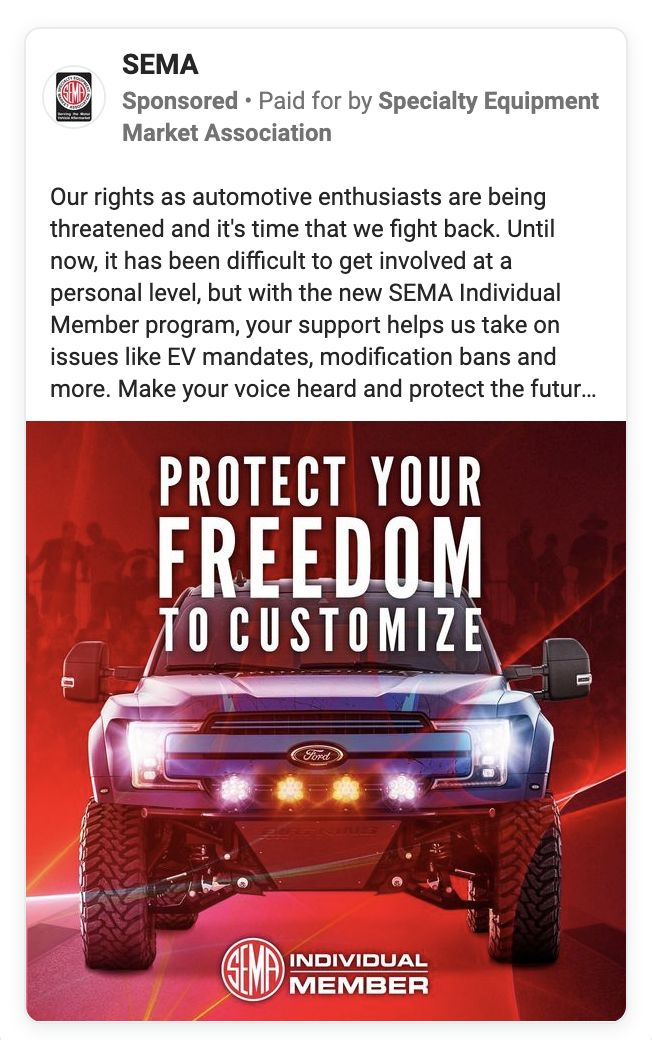 SEMA
Sponsored • Paid for by Specialty Equipment
Market Association
SEMA
Our rights as automotive enthusiasts are being
threatened and it's time that we fight back. Until
now, it has been difficult to get involved at a
personal level, but with the new SEMA Individual
Member program, your support helps us take on
issues like EV mandates, modification bans and
more. Make your voice heard and protect the futur...
PROTECT YOUR
FREEDOM
TO CUSTOMIZE
Ford
SEMA
INDIVIDUAL
MEMBER